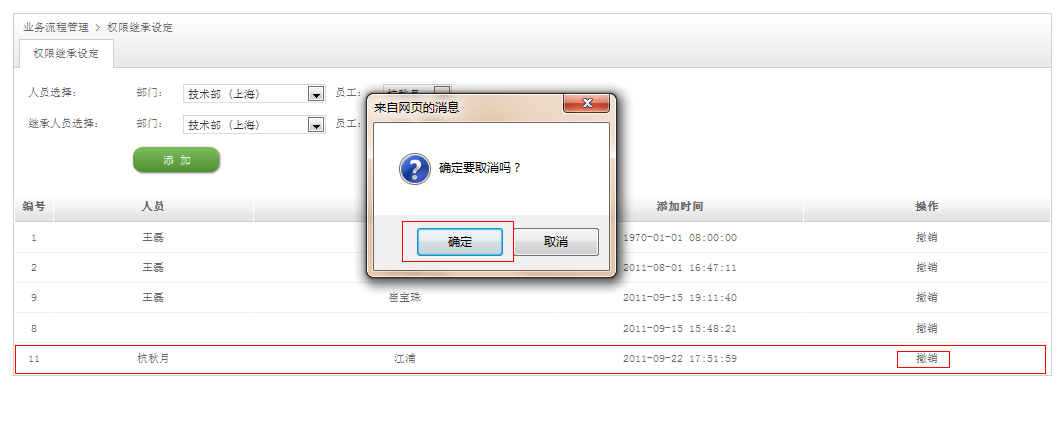 业务流程管理 > 权限继承设定
权限继承设定
人员选择： 部门： 技术部（上海） 员工： 杭秋月
继承人员选择： 部门： 技术部（上海） 员工：
添 加
来自网页的消息
确定要取消吗？
确定 取消
编号 人员 添加时间 操作
1 王磊 1970-01-01 08:00:00 撤销
2 王磊 2011-08-01 16:47:11 撤销
9 王磊 崔宝珠 2011-09-15 19:11:40 撤销
8 2011-09-15 15:48:21 撤销
11 杭秋月 江浦 2011-09-22 17:51:59 撤销